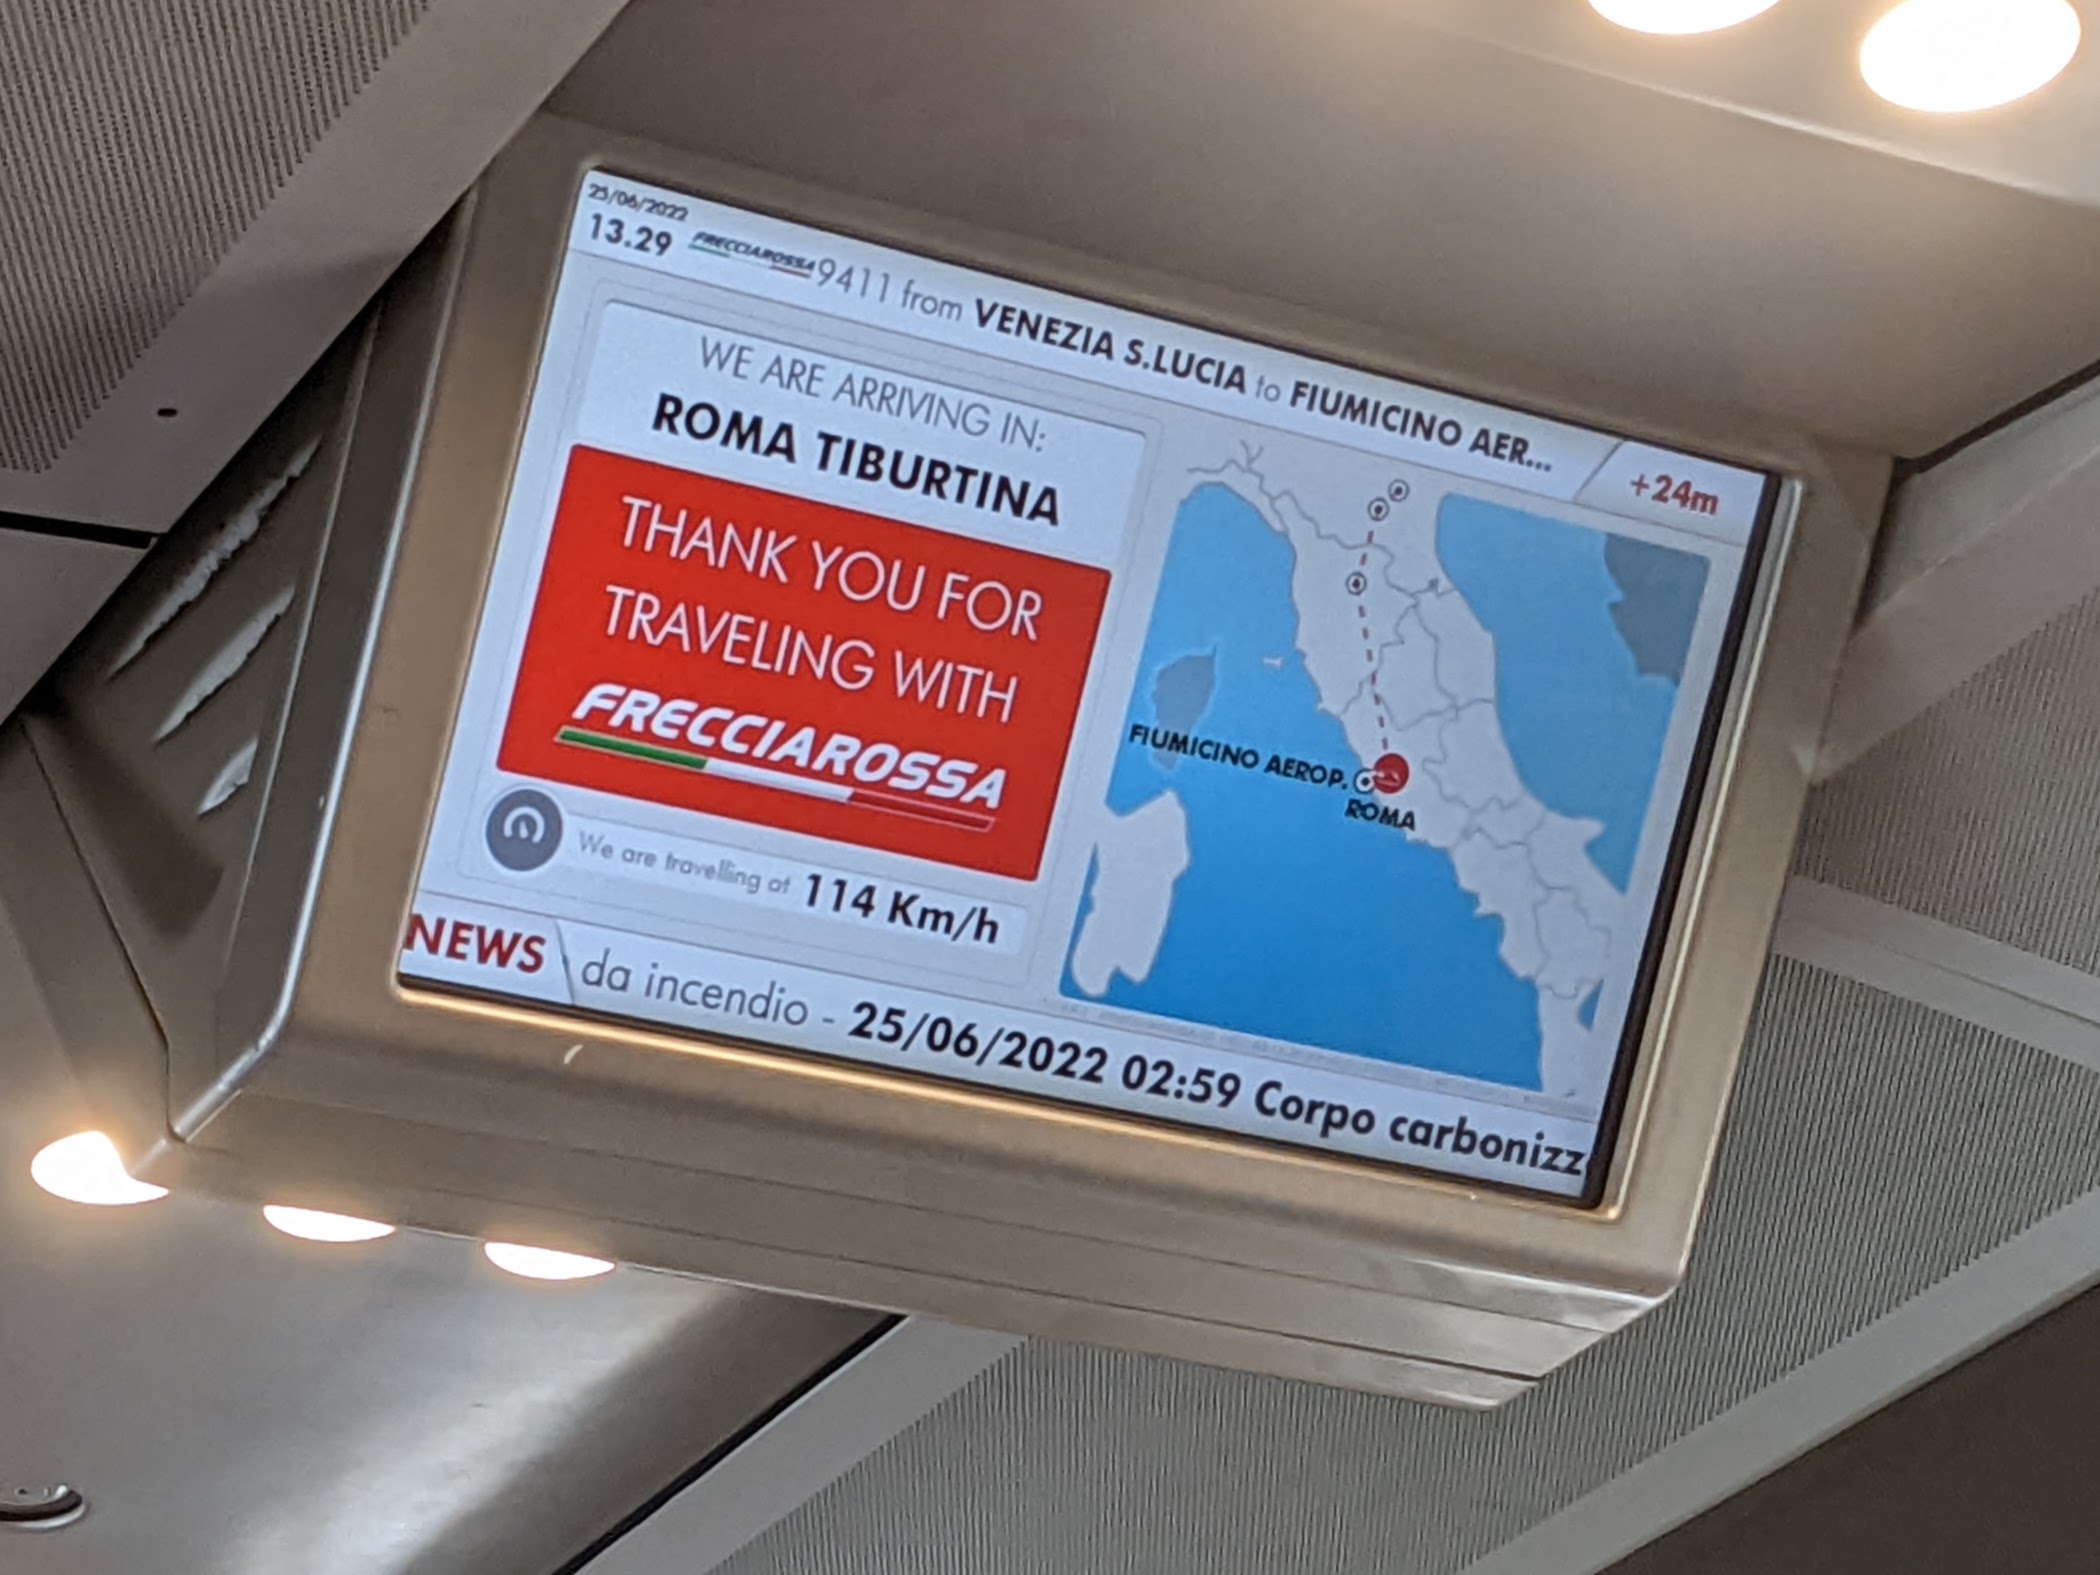 25/06/2022
13.29 FRECCIAROSSA 9411 from VENEZIA S.LUCIA to FIUMICINO AER... +24m
WE ARE ARRIVING IN:
ROMA TIBURTINA
THANK YOU FOR
TRAVELING WITH
FRECCIAROSSA
We are travelling at 114 Km/h
FIUMICINO AEROP.
ROMA
NEWS da incendio - 25/06/2022 02:59 Corpo carbonizz